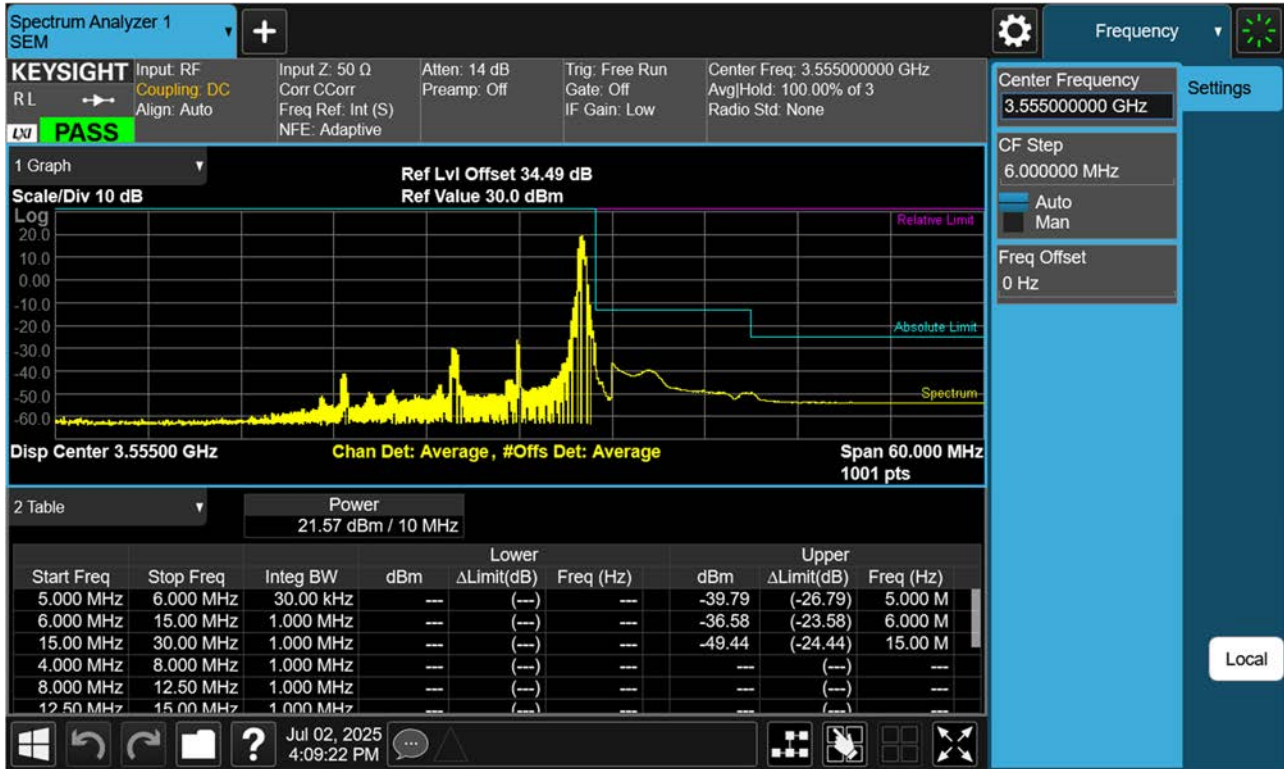 Spectrum Analyzer 1
SEM
+
Frequency
KEYSIGHT
RL
LXI PASS
Input: RF
Coupling: DC
Align: Auto
Input Z: 50 Ω
Corr CCorr
Freq Ref: Int (S)
NFE: Adaptive
Atten: 14 dB
Preamp: Off
Trig: Free Run
Gate: Off
IF Gain: Low
Center Freq: 3.555000000 GHz
Avg|Hold: 100.00% of 3
Radio Std: None
Center Frequency
3.555000000 GHz
Settings
CF Step
6.000000 MHz
Auto
Man
Freq Offset
0 Hz
Local
1 Graph
Scale/Div 10 dB
Ref Lvl Offset 34.49 dB
Ref Value 30.0 dBm
Log
20.0
10.0
0.00
-10.0
-20.0
-30.0
-40.0
-50.0
-60.0
Relative Limit
Absolute Limit
Spectrum
Disp Center 3.55500 GHz Chan Det: Average, #Offs Det: Average Span 60.000 MHz
1001 pts
2 Table
Power
21.57 dBm / 10 MHz
Lower Upper
Start Freq Stop Freq Integ BW dBm ΔLimit(dB) Freq (Hz) dBm ΔLimit(dB) Freq (Hz)
5.000 MHz 6.000 MHz 30.00 kHz --- (---) --- -39.79 (-26.79) 5.000 M
6.000 MHz 15.00 MHz 1.000 MHz --- (---) --- -36.58 (-23.58) 6.000 M
15.00 MHz 30.00 MHz 1.000 MHz --- (---) --- -49.44 (-24.44) 15.00 M
4.000 MHz 8.000 MHz 1.000 MHz --- (---) --- --- (---) ---
8.000 MHz 12.50 MHz 1.000 MHz --- (---) --- --- (---) ---
12.50 MHz 15.00 MHz 1.000 MHz --- (---) --- --- (---) ---
?
Jul 02, 2025
4:09:22 PM